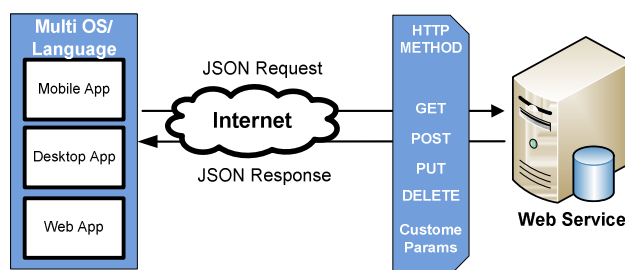 Multi OS/
Language
Mobile App
Desktop App
Web App
JSON Request
Internet
JSON Response
HTTP
METHOD
GET
POST
PUT
DELETE
Custome
Params
Web Service